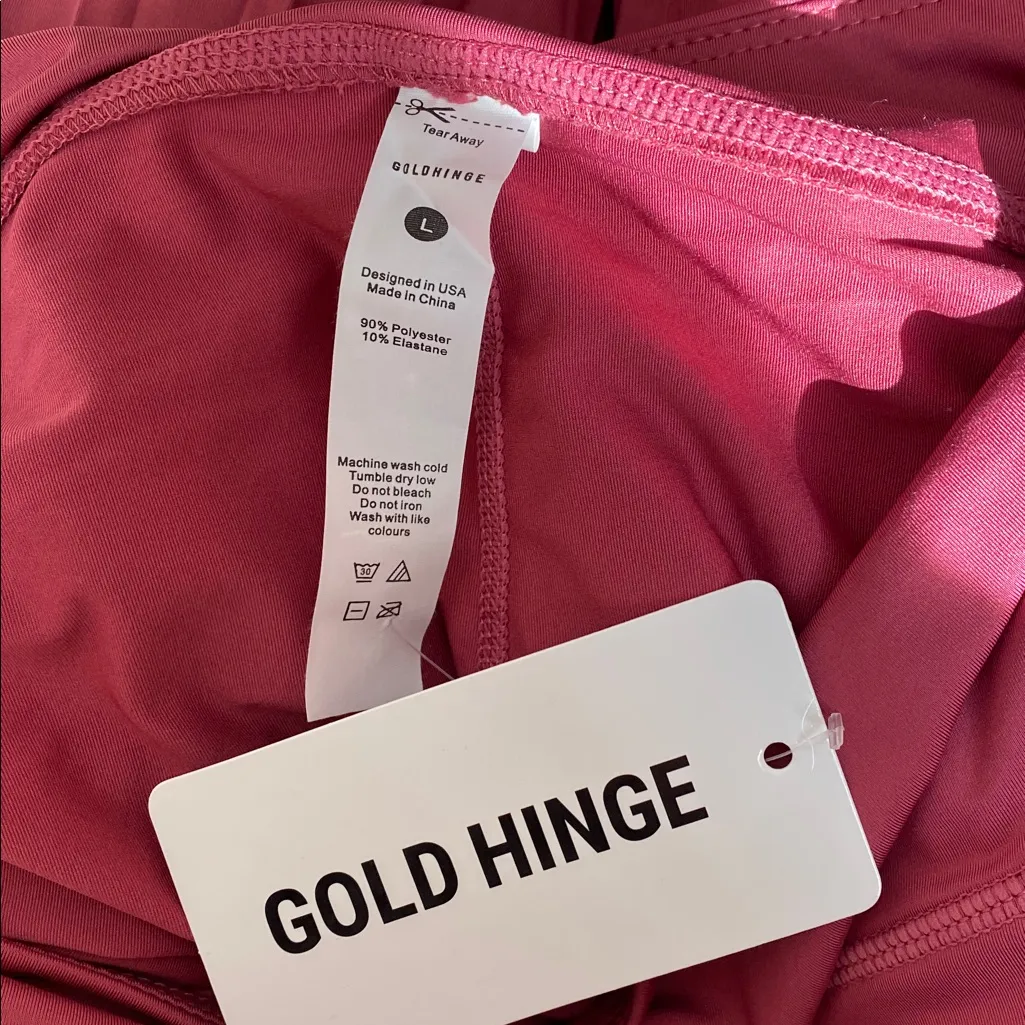 Tear Away
GOLDHINGE
L
Designed in USA
Made in China
90% Polyester
10% Elastane
Machine wash cold
Tumble dry low
Do not bleach
Do not iron
Wash with like
colours
30
GOLD HINGE